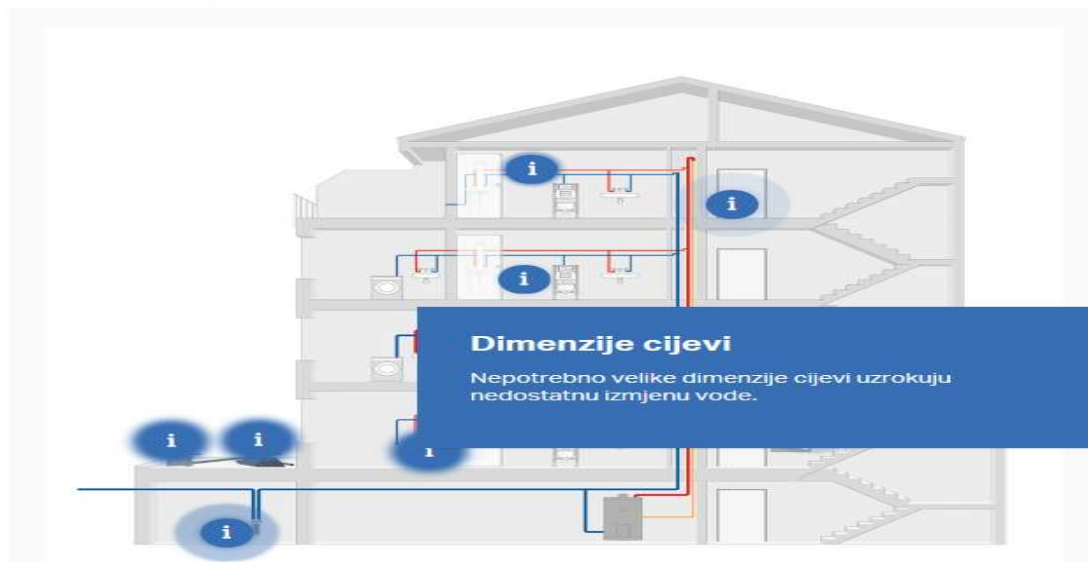 i
i
i
Dimenzije cijevi
Nepotrebno velike dimenzije cijevi uzrokuju
nedostatnu izmjenu vode.
i
i
i
i